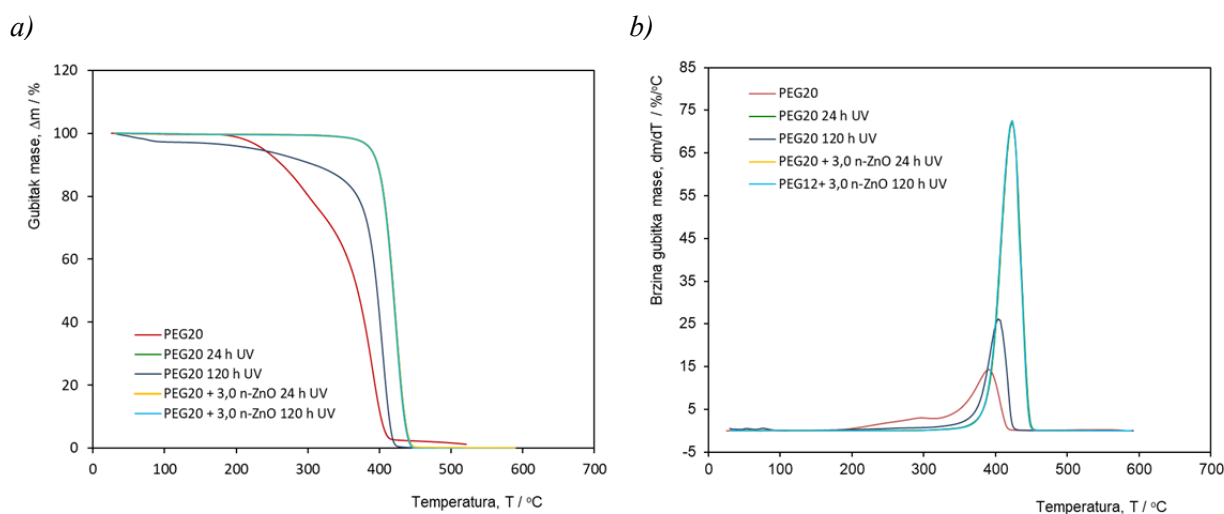 a)
120
100
80
60
40
20
0
Gubitak mase, Δm / %
PEG20
PEG20 24 h UV
PEG20 120 h UV
PEG20 + 3,0 n-ZnO 24 h UV
PEG20 + 3,0 n-ZnO 120 h UV
0 100 200 300 400 500 600 700
Temperatura, T / °C
b)
85
75
65
55
45
35
25
15
5
-5
Brzina gubitka mase, dm/dT / %/°C
PEG20
PEG20 24 h UV
PEG20 120 h UV
PEG20 + 3,0 n-ZnO 24 h UV
PEG12+ 3,0 n-ZnO 120 h UV
0 100 200 300 400 500 600 700
Temperatura, T / °C